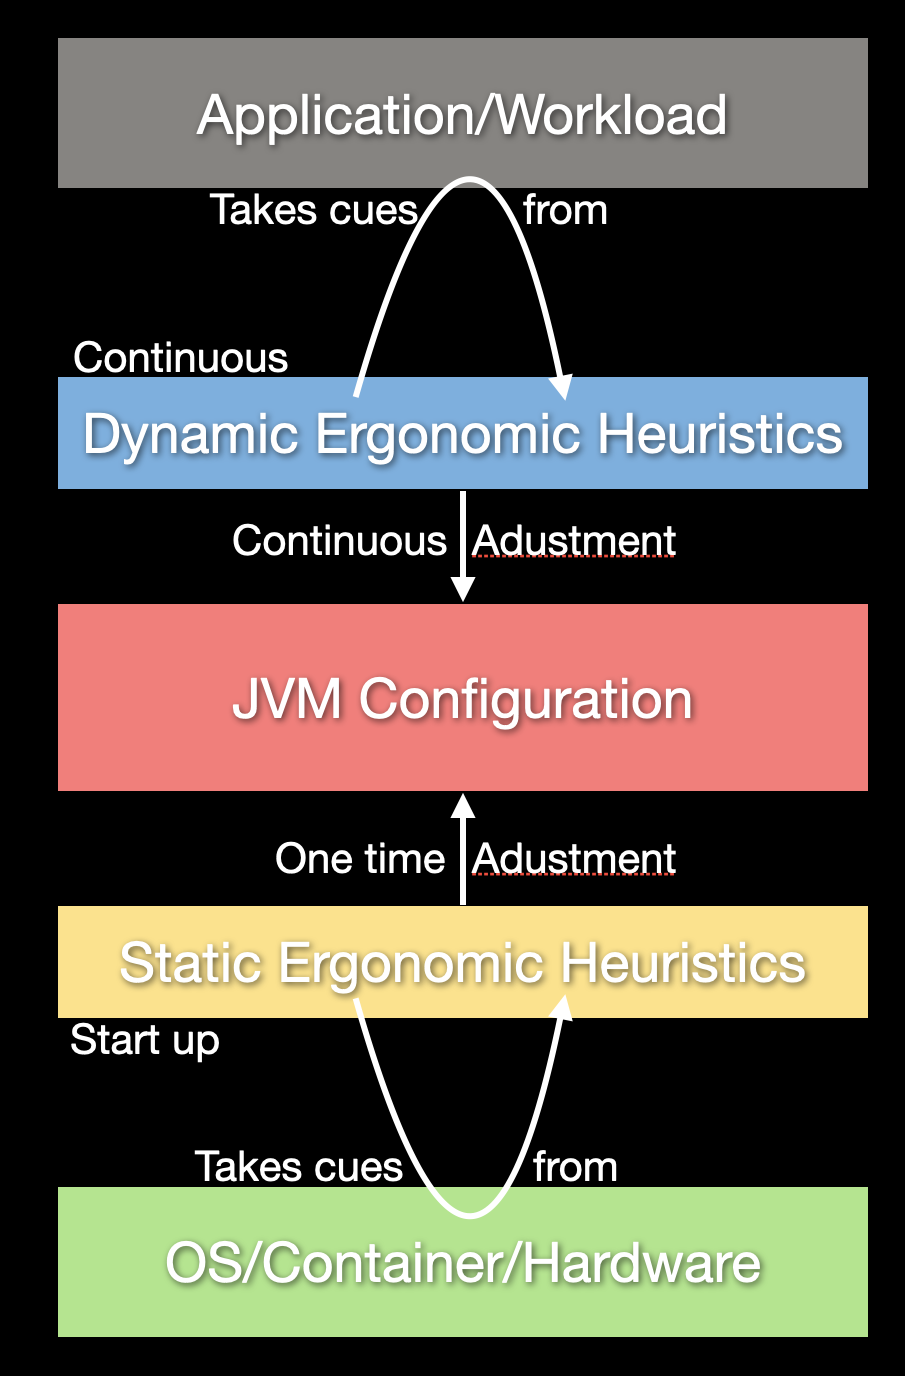 Application/Workload
Takes cues from
Continuous
Dynamic Ergonomic Heuristics
Continuous Adustment
JVM Configuration
One time Adustment
Static Ergonomic Heuristics
Start up
Takes cues from
OS/Container/Hardware